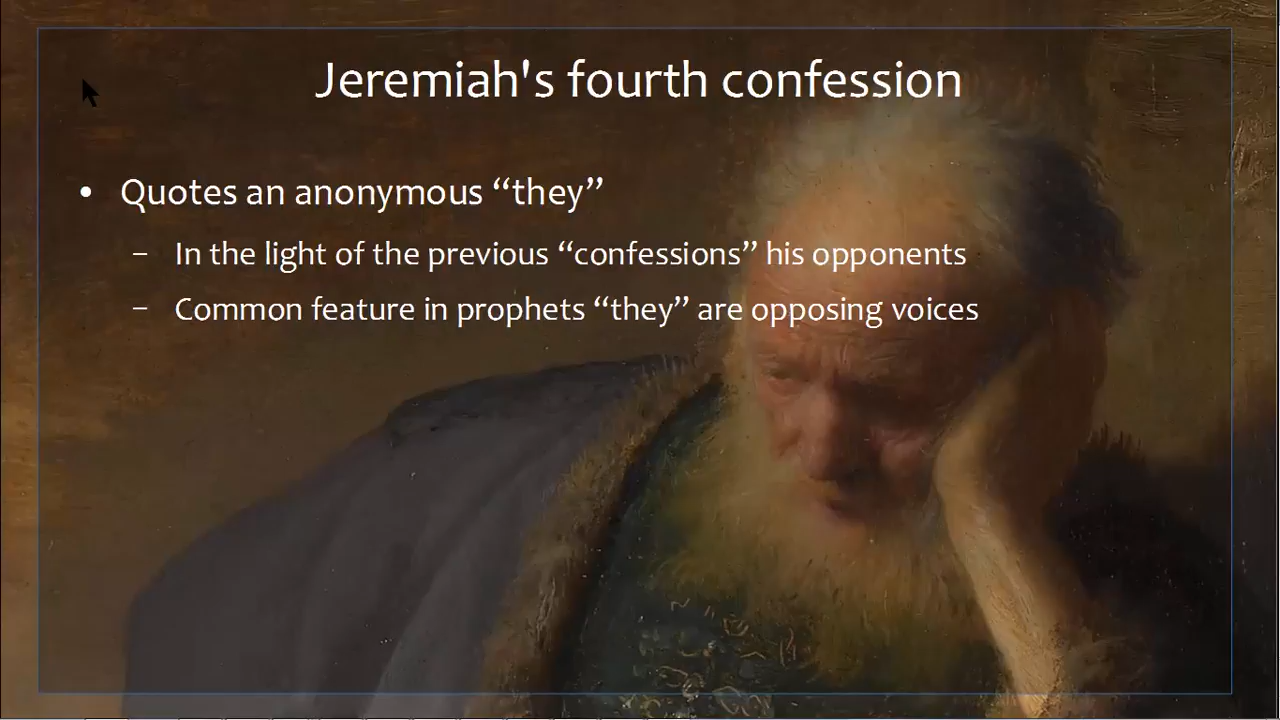 Jeremiah's fourth confession
• Quotes an anonymous “they”
– In the light of the previous “confessions” his opponents
– Common feature in prophets “they” are opposing voices